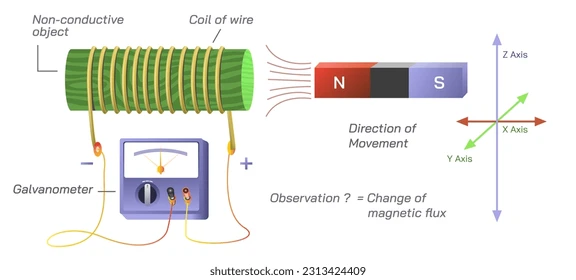 Non-conductive
object
Coil of wire
N
S
Z Axis
X Axis
Y Axis
Direction of
Movement
−
+
Galvanometer
Observation ? = Change of
magnetic flux
shutterstock.com · 2313424409